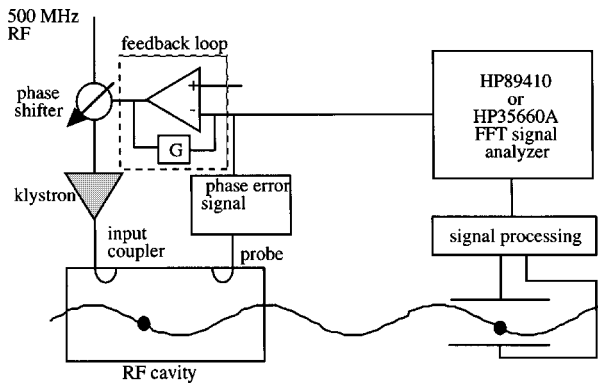 500 MHz
RF
feedback loop
phase
shifter
+
-
G
HP89410
or
HP35660A
FFT signal
analyzer
klystron
phase error
signal
input
coupler
probe
signal processing
RF cavity